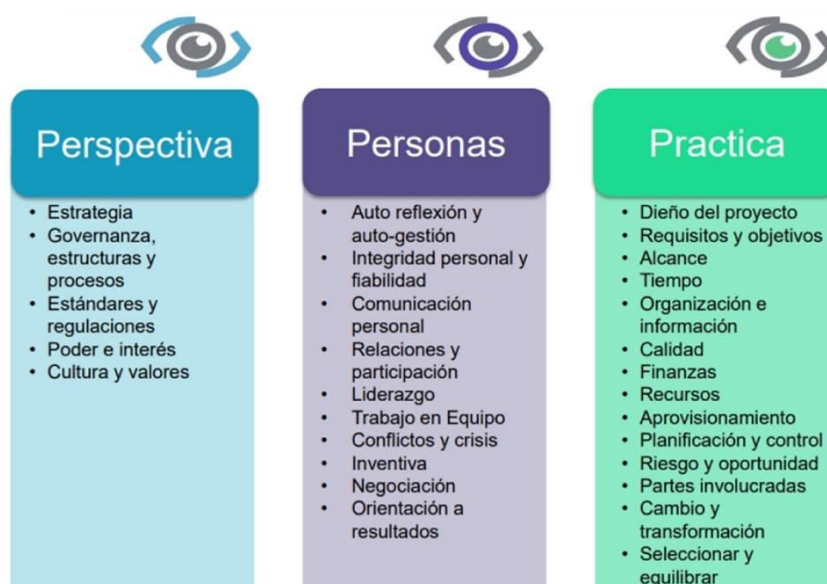 Perspectiva
• Estrategia
• Governanza,
estructuras y
procesos
• Estándares y
regulaciones
• Poder e interés
• Cultura y valores
Personas
• Auto reflexión y
auto-gestión
• Integridad personal y
fiabilidad
• Comunicación
personal
• Relaciones y
participación
• Liderazgo
• Trabajo en Equipo
• Conflictos y crisis
• Inventiva
• Negociación
• Orientación a
resultados
Practica
• Dieño del proyecto
• Requisitos y objetivos
• Alcance
• Tiempo
• Organización e
información
• Calidad
• Finanzas
• Recursos
• Aprovisionamiento
• Planificación y control
• Riesgo y oportunidad
• Partes involucradas
• Cambio y
transformación
• Seleccionar y
equilibrar